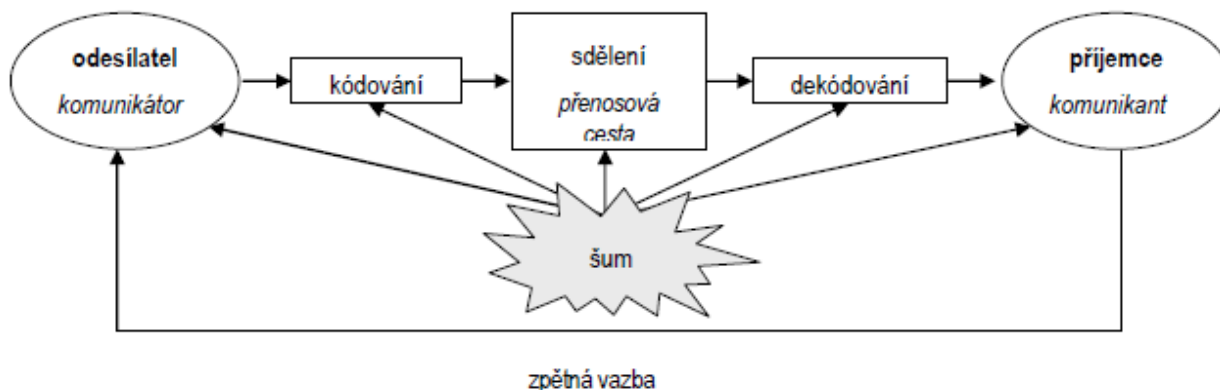 odesílatel
komunikátor
kódování
sdělení
přenosová
cesta
dekódování
příjemce
komunikant
šum
zpětná vazba